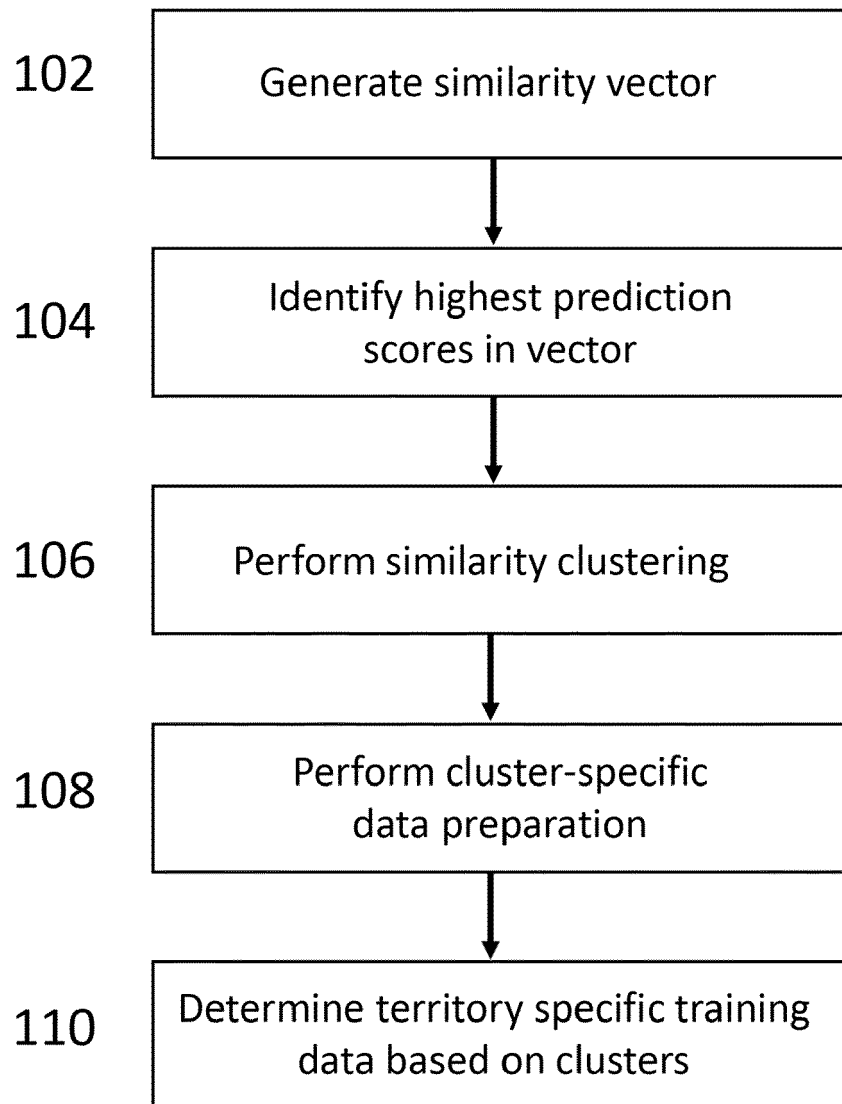 102
Generate similarity vector
104
Identify highest prediction
scores in vector
106
Perform similarity clustering
108
Perform cluster-specific
data preparation
110
Determine territory specific training
data based on clusters